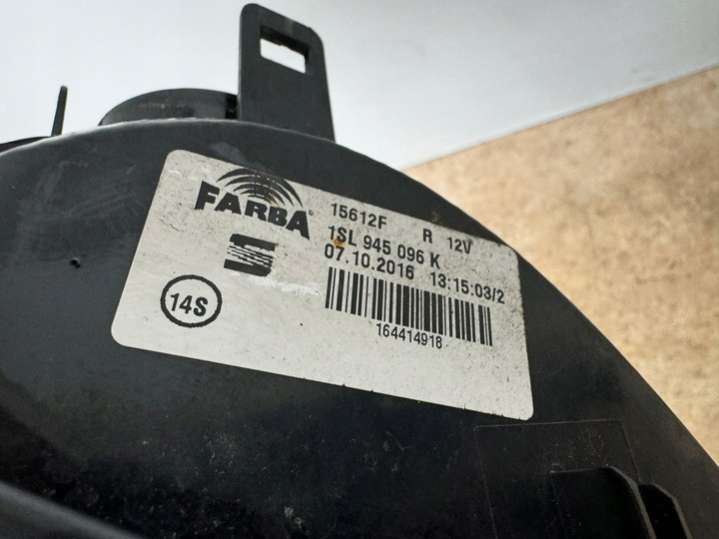 FARBA®
15612F R 12V
1SL 945 096 K
07.10.2016 13:15:03/2
164414918
14S